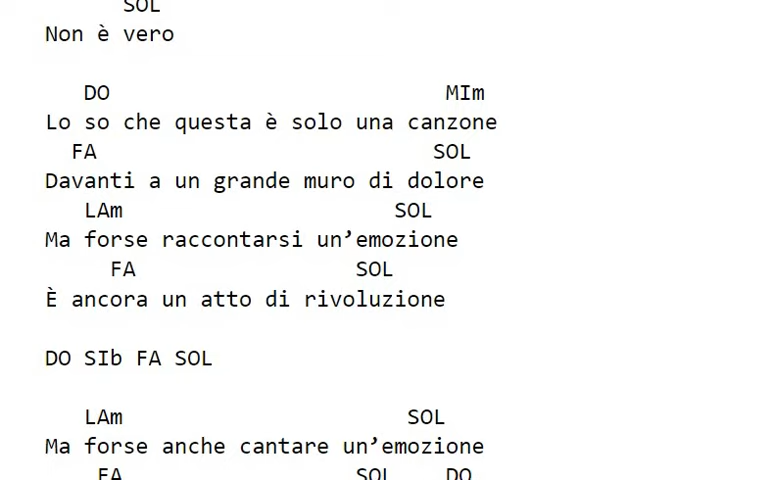 SOL
Non è vero
DO MIm
Lo so che questa è solo una canzone
FA SOL
Davanti a un grande muro di dolore
LAm SOL
Ma forse raccontarsi un’emozione
FA SOL
È ancora un atto di rivoluzione
DO SIb FA SOL
LAm SOL
Ma forse anche cantare un’emozione
FA SOL DO